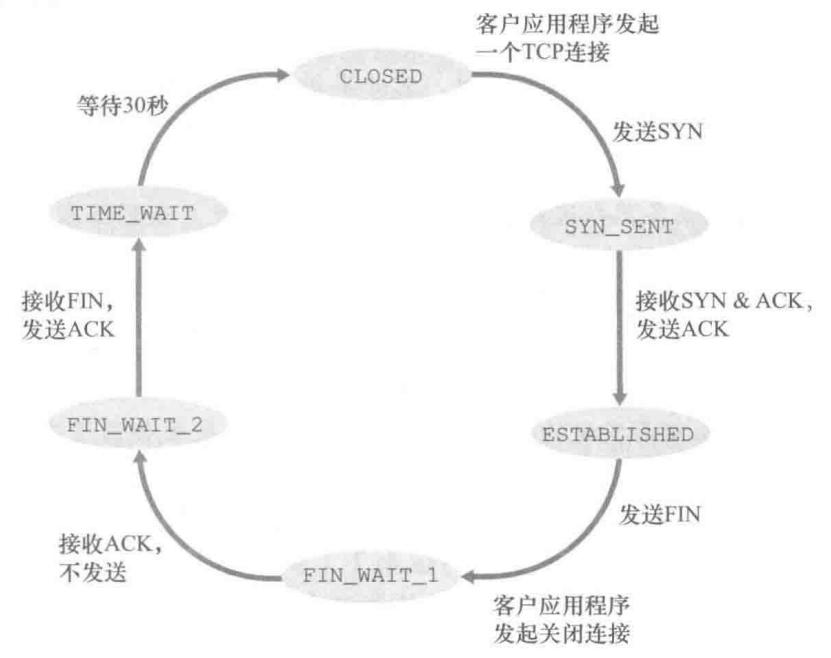 客户应用程序发起
一个TCP连接
CLOSED
等待30秒
发送SYN
TIME_WAIT
SYN_SENT
接收FIN,
发送ACK
接收SYN & ACK,
发送ACK
FIN_WAIT_2
ESTABLISHED
发送FIN
接收ACK,
不发送
FIN_WAIT_1
客户应用程序
发起关闭连接